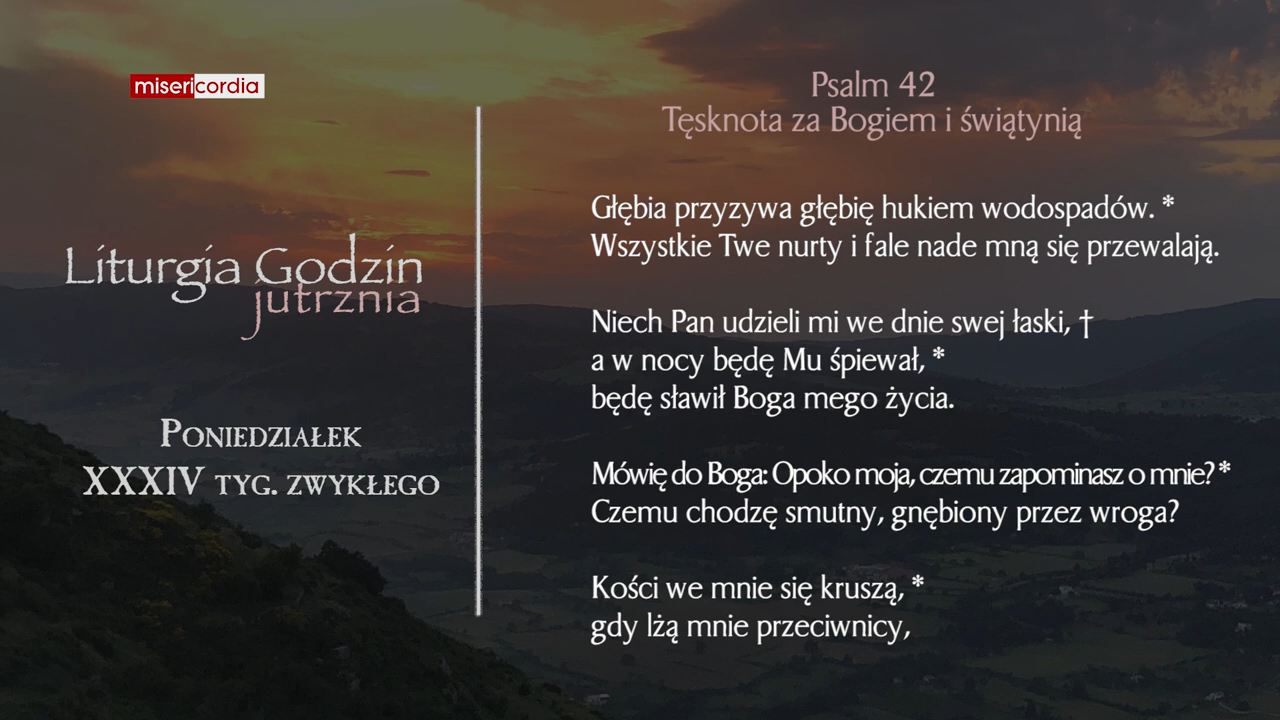 misericordia
Liturgia Godzin
jutrznia
Poniedziałek
XXXIV tyg. zwykłego
Psalm 42
Tęsknota za Bogiem i świątynią
Głębia przyzywa głębię hukiem wodospadów. *
Wszystkie Twe nurty i fale nade mną się przewalają.
Niech Pan udzieli mi we dnie swej łaski, †
a w nocy będę Mu śpiewał, *
będę sławił Boga mego życia.
Mówię do Boga: Opoko moja, czemu zapominasz o mnie? *
Czemu chodzę smutny, gnębiony przez wroga?
Kości we mnie się kruszą, *
gdy lżą mnie przeciwnicy,